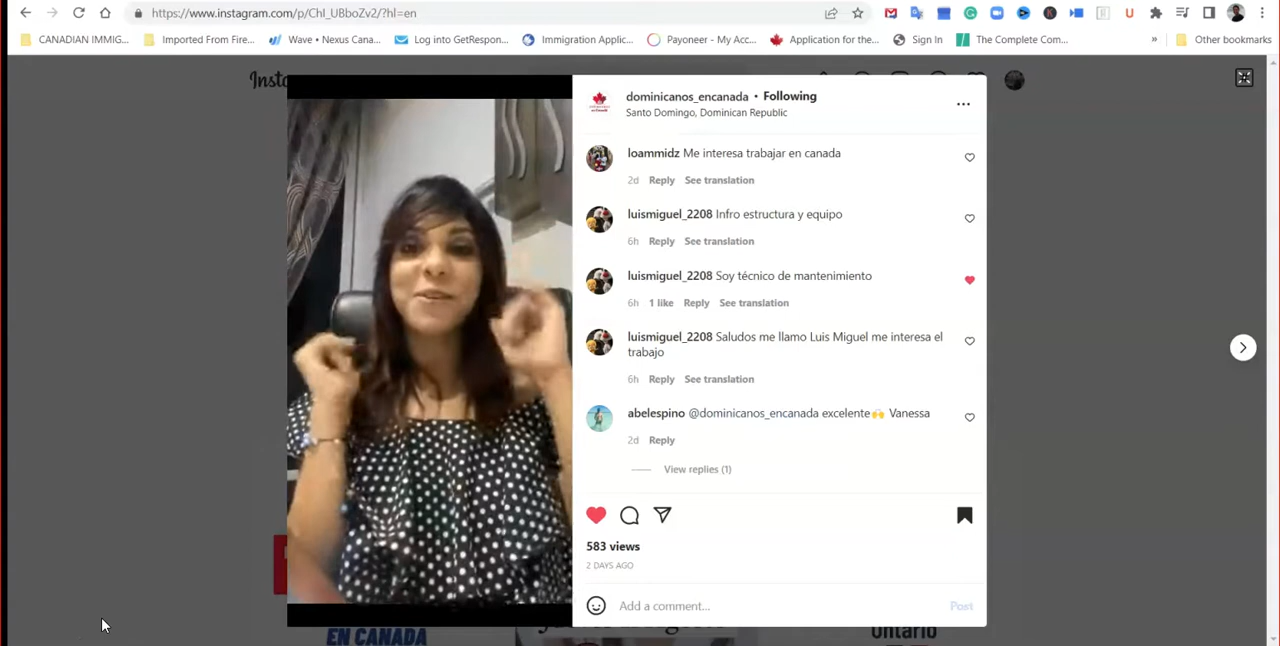 https://www.instagram.com/p/ChI_UBboZv2/?hl=en
CANADIAN IMMIG...
Imported From Fire...
Wave • Nexus Cana...
Log into GetRespon...
Immigration Applic...
Payoneer - My Acc...
Application for the...
Sign In
The Complete Com...
»
Other bookmarks
dominicanos_encanada • Following
Santo Domingo, Dominican Republic
loammidz Me interesa trabajar en canada
2d Reply See translation
luismiguel_2208 Infro estructura y equipo
6h Reply See translation
luismiguel_2208 Soy técnico de mantenimiento
6h 1 like Reply See translation
luismiguel_2208 Saludos me llamo Luis Miguel me interesa el
trabajo
6h Reply See translation
abelespino @dominicanos_encanada excelente🙌 Vanessa
2d Reply
View replies (1)
583 views
2 DAYS AGO
Add a comment... Post
EN CANADA
Ontario